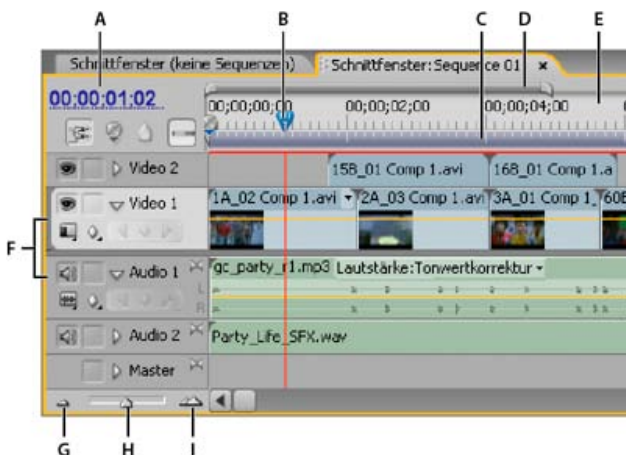 A B C D E
Schnittfenster (keine Sequenzen) Schnittfenster: Sequence 01 ×
00;00;01;02 00;00;00;00 00;00;02;00 00;00;04;00
Video 2 15B_01 Comp 1.avi 16B_01 Comp 1.a
Video 1 1A_02 Comp 1.avi 2A_03 Comp 1.avi 3A_01 Comp 1_ 60B
F
Audio 1 gc_party_r1.mp3 Lautstärke:Tonwertkorrektur
L
R
Audio 2 Party_Life_SFX.wav
Master
G H I